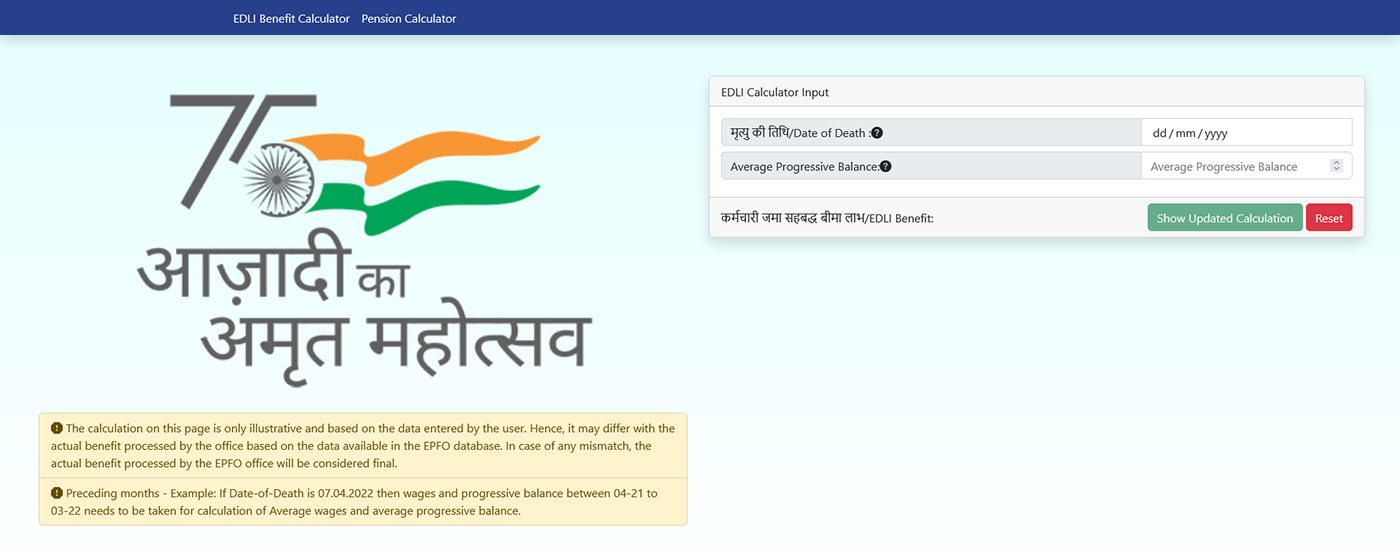 EDLI Benefit Calculator Pension Calculator
75
आज़ादी का
अमृत महोत्सव
The calculation on this page is only illustrative and based on the data entered by the user. Hence, it may differ with the
actual benefit processed by the office based on the data available in the EPFO database. In case of any mismatch, the
actual benefit processed by the EPFO office will be considered final.
Preceding months - Example: If Date-of-Death is 07.04.2022 then wages and progressive balance between 04-21 to
03-22 needs to be taken for calculation of Average wages and average progressive balance.
EDLI Calculator Input
मृत्यु की तिथि/Date of Death : dd / mm / yyyy
Average Progressive Balance: Average Progressive Balance
कर्मचारी जमा सहबद्ध बीमा लाभ/EDLI Benefit: Show Updated Calculation Reset